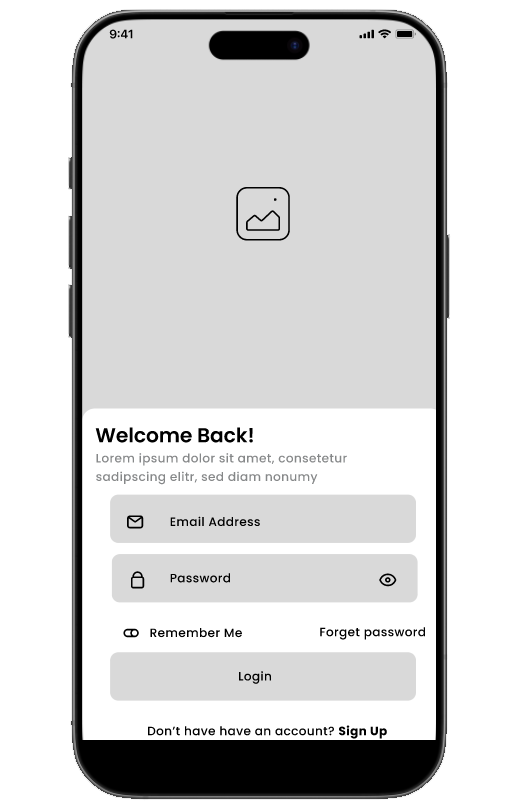 9:41
Welcome Back!
Lorem ipsum dolor sit amet, consetetur
sadipscing elitr, sed diam nonumy
Email Address
Password
Remember Me
Forget password
Login
Don't have have an account? Sign Up